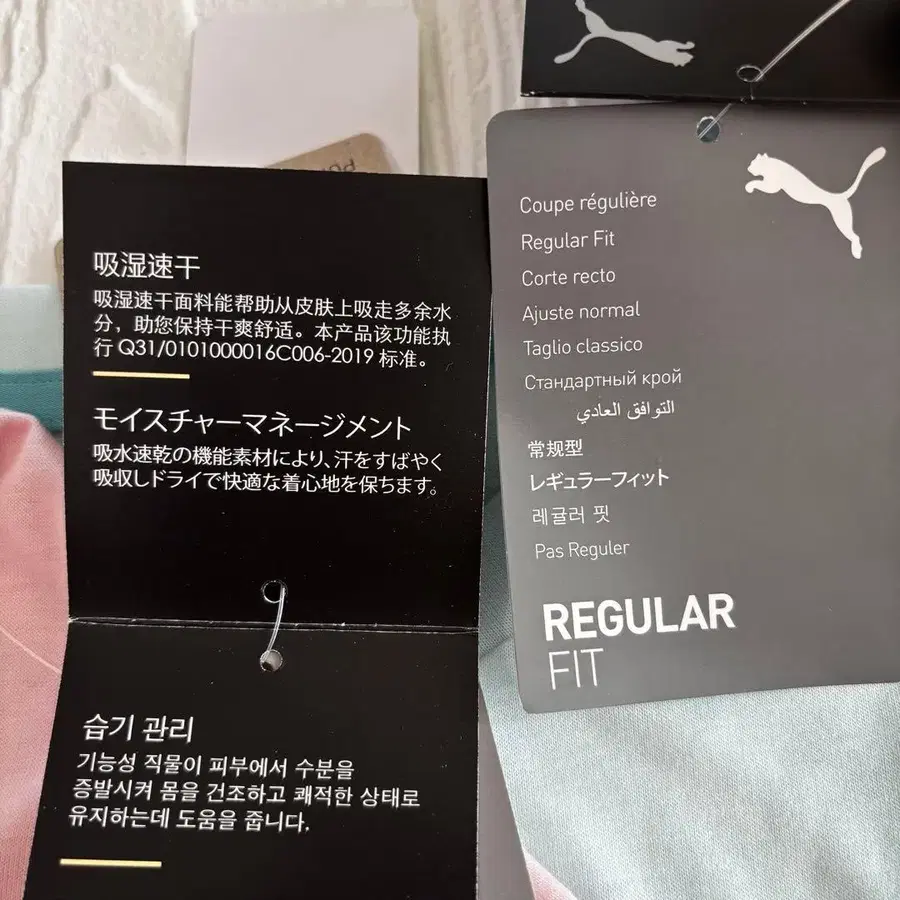 吸湿速干
吸湿速干面料能帮助从皮肤上吸走多余水
分，助您保持干爽舒适。本产品该功能执
行 Q31/0101000016C006-2019 标准。
モイスチャーマネージメント
吸水速乾の機能素材により、汗をすばやく
吸収しドライで快適な着心地を保ちます。
습기 관리
기능성 직물이 피부에서 수분을
증발시켜 몸을 건조하고 쾌적한 상태로
유지하는데 도움을 줍니다.
Coupe régulière
Regular Fit
Corte recto
Ajuste normal
Taglio classico
Стандартный крой
التوافق العادي
常规型
レギュラーフィット
레귤러 핏
Pas Reguler
REGULAR
FIT